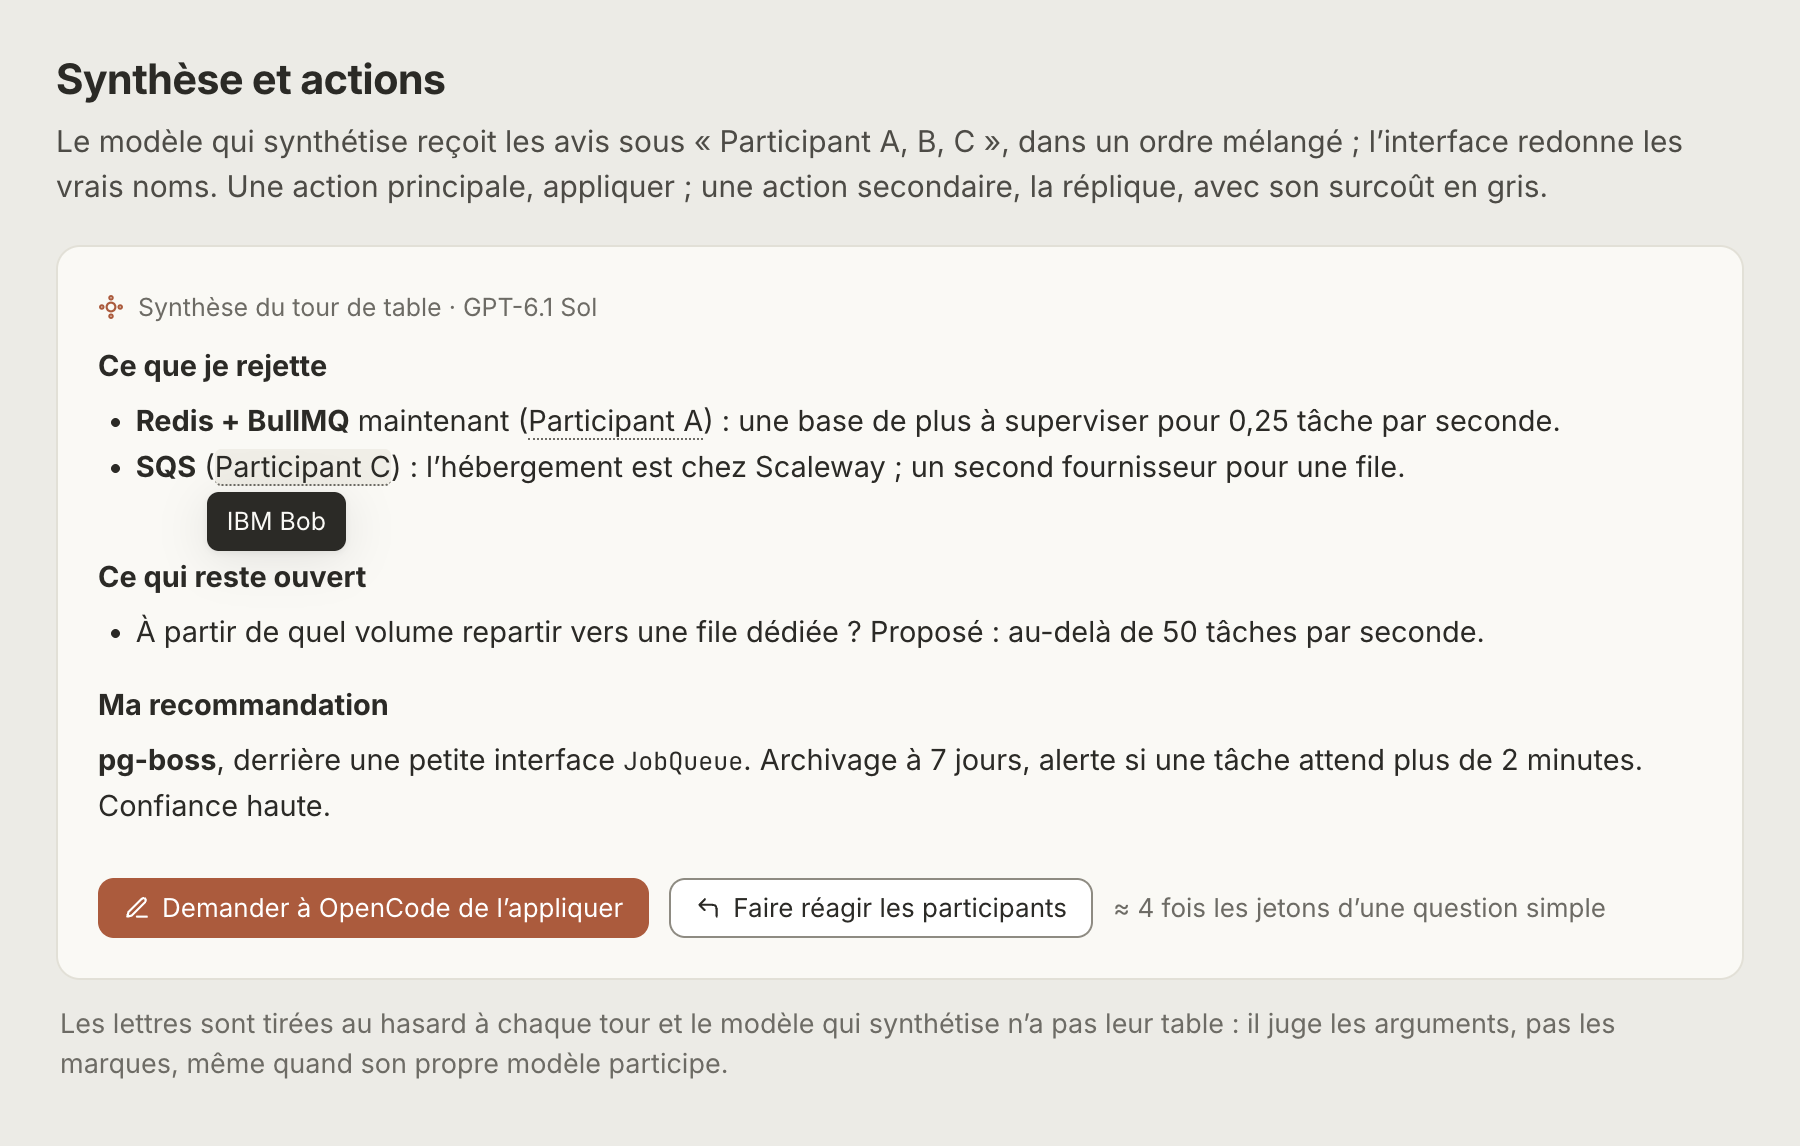 Synthèse et actions
Le modèle qui synthétise reçoit les avis sous « Participant A, B, C », dans un ordre mélangé ; l’interface redonne les
vrais noms. Une action principale, appliquer ; une action secondaire, la réplique, avec son surcoût en gris.
Synthèse du tour de table · GPT-6.1 Sol
Ce que je rejette
• Redis + BullMQ maintenant (Participant A) : une base de plus à superviser pour 0,25 tâche par seconde.
• SQS (Participant C) : l’hébergement est chez Scaleway ; un second fournisseur pour une file.
IBM Bob
Ce qui reste ouvert
• À partir de quel volume repartir vers une file dédiée ? Proposé : au-delà de 50 tâches par seconde.
Ma recommandation
pg-boss, derrière une petite interface JobQueue. Archivage à 7 jours, alerte si une tâche attend plus de 2 minutes.
Confiance haute.
Demander à OpenCode de l’appliquer
Faire réagir les participants
≈ 4 fois les jetons d’une question simple
Les lettres sont tirées au hasard à chaque tour et le modèle qui synthétise n’a pas leur table : il juge les arguments, pas les
marques, même quand son propre modèle participe.